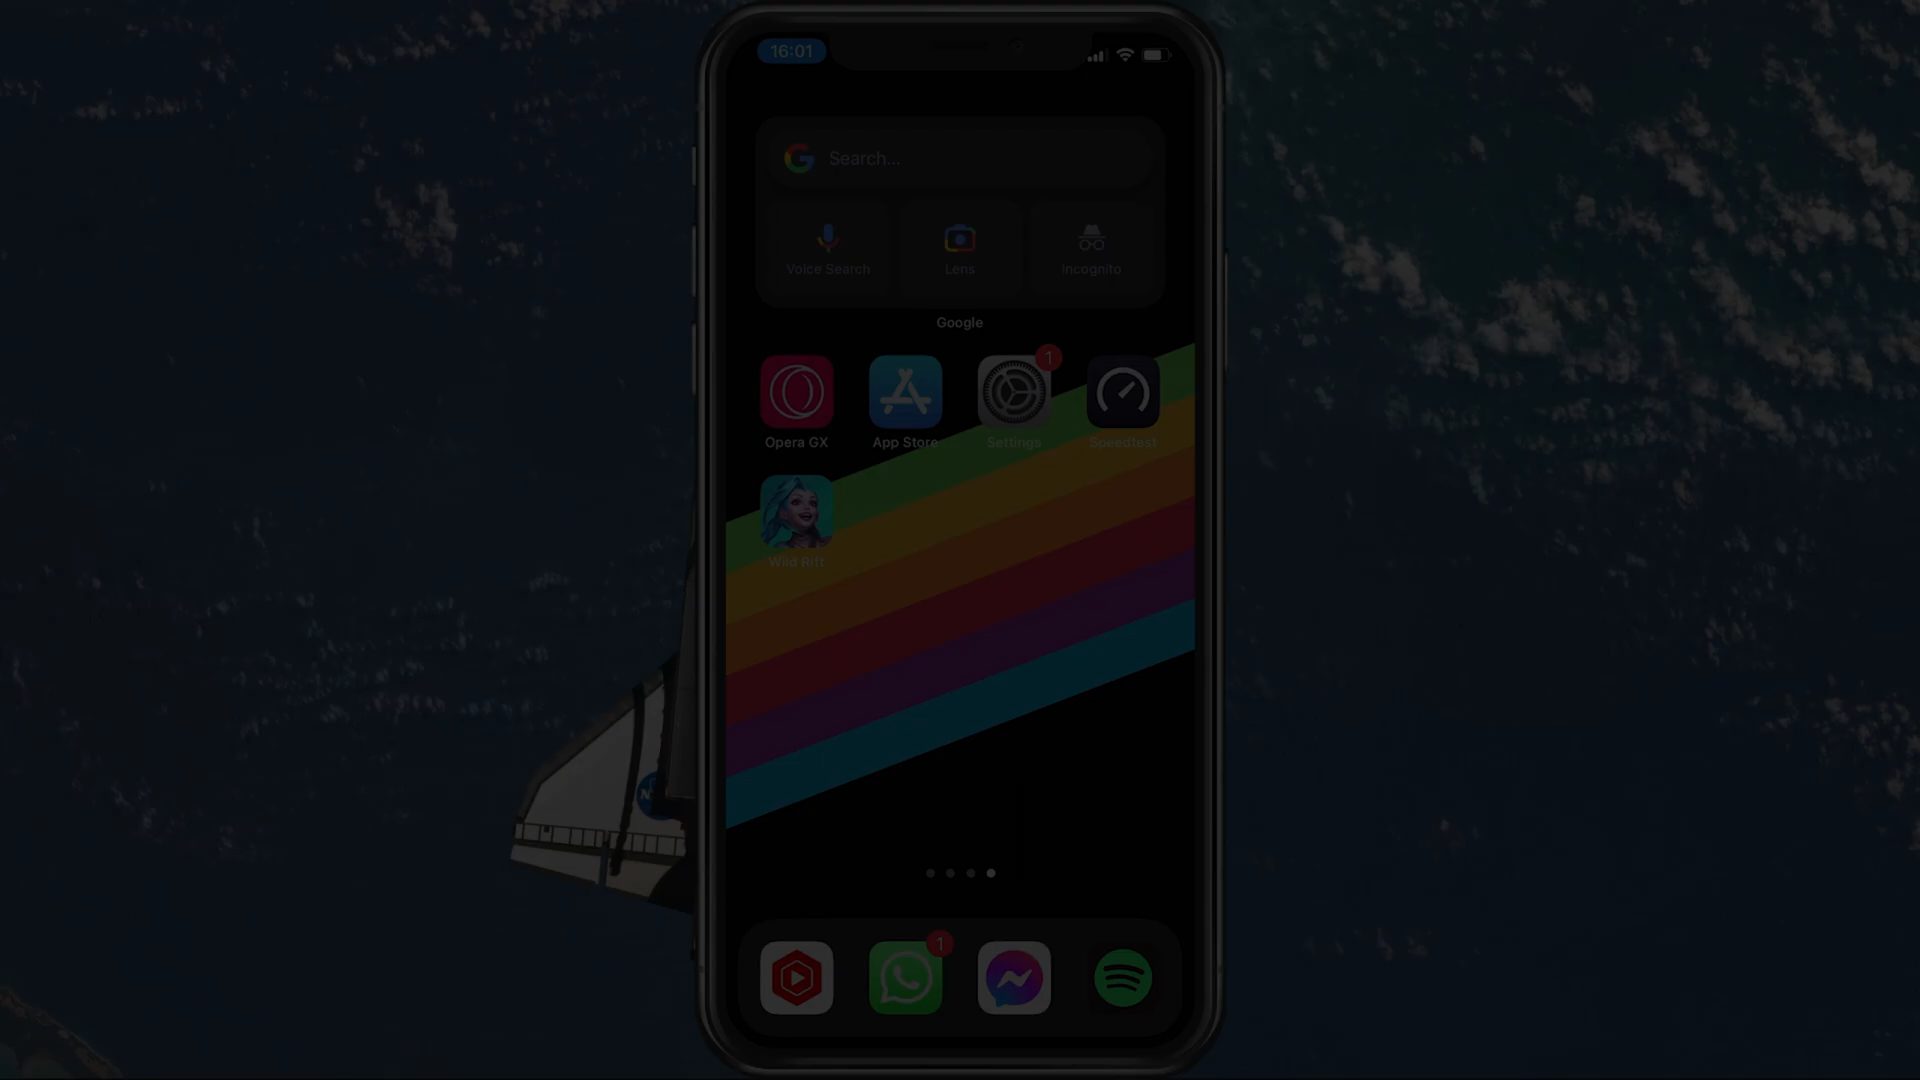 16:01
Search...
Voice Search
Lens
Incognito
Google
1
Opera GX
App Store
Settings
Speedtest
Wild Rift
N
1